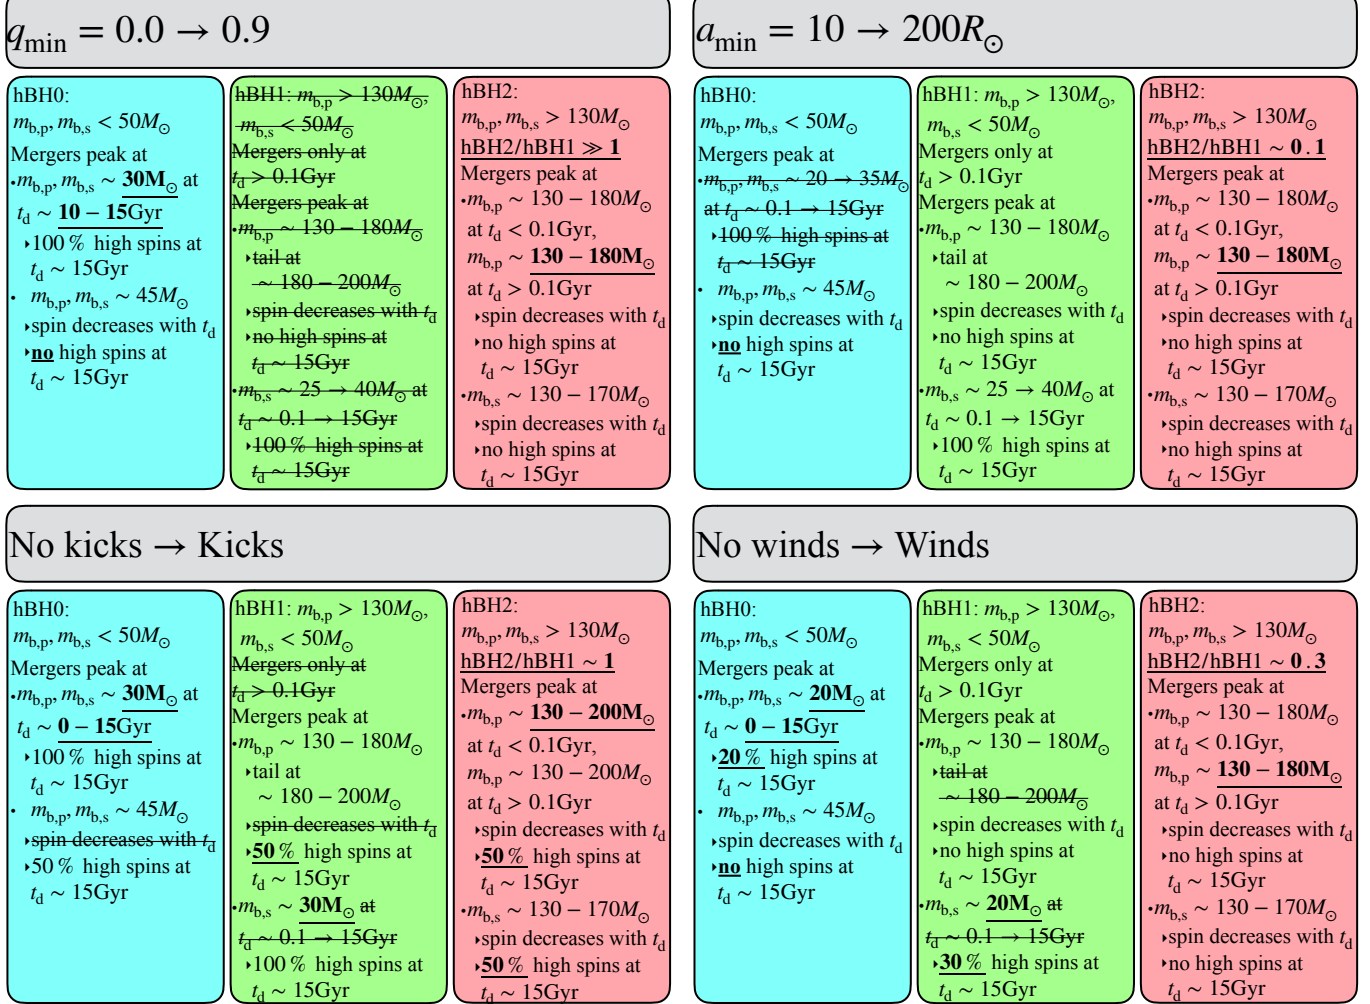 q_min = 0.0 → 0.9
hBH0:
m_b,p, m_b,s < 50M_⊙
Mergers peak at
•m_b,p, m_b,s ∼ 30M_⊙ at
t_d ∼ 10 − 15Gyr
‣100 % high spins at
t_d ∼ 15Gyr
• m_b,p, m_b,s ∼ 45M_⊙
‣spin decreases with t_d
‣no high spins at
t_d ∼ 15Gyr
hBH1: m_b,p > 130M_⊙,
m_b,s < 50M_⊙
Mergers only at
t_d > 0.1Gyr
Mergers peak at
•m_b,p ∼ 130 − 180M_⊙
‣tail at
∼ 180 − 200M_⊙
‣spin decreases with t_d
‣no high spins at
t_d ∼ 15Gyr
•m_b,s ∼ 25 → 40M_⊙ at
t_d ∼ 0.1 → 15Gyr
‣100 % high spins at
t_d ∼ 15Gyr
hBH2:
m_b,p, m_b,s > 130M_⊙
hBH2/hBH1 ≫ 1
Mergers peak at
•m_b,p ∼ 130 − 180M_⊙
at t_d < 0.1Gyr,
m_b,p ∼ 130 − 180M_⊙
at t_d > 0.1Gyr
‣spin decreases with t_d
‣no high spins at
t_d ∼ 15Gyr
•m_b,s ∼ 130 − 170M_⊙
‣spin decreases with t_d
‣no high spins at
t_d ∼ 15Gyr
a_min = 10 → 200R_⊙
hBH0:
m_b,p, m_b,s < 50M_⊙
Mergers peak at
•m_b,p, m_b,s ∼ 20 → 35M_⊙
at t_d ∼ 0.1 → 15Gyr
‣100 % high spins at
t_d ∼ 15Gyr
• m_b,p, m_b,s ∼ 45M_⊙
‣spin decreases with t_d
‣no high spins at
t_d ∼ 15Gyr
hBH1: m_b,p > 130M_⊙,
m_b,s < 50M_⊙
Mergers only at
t_d > 0.1Gyr
Mergers peak at
•m_b,p ∼ 130 − 180M_⊙
‣tail at
∼ 180 − 200M_⊙
‣spin decreases with t_d
‣no high spins at
t_d ∼ 15Gyr
•m_b,s ∼ 25 → 40M_⊙ at
t_d ∼ 0.1 → 15Gyr
‣100 % high spins at
t_d ∼ 15Gyr
hBH2:
m_b,p, m_b,s > 130M_⊙
hBH2/hBH1 ∼ 0.1
Mergers peak at
•m_b,p ∼ 130 − 180M_⊙
at t_d < 0.1Gyr,
m_b,p ∼ 130 − 180M_⊙
at t_d > 0.1Gyr
‣spin decreases with t_d
‣no high spins at
t_d ∼ 15Gyr
•m_b,s ∼ 130 − 170M_⊙
‣spin decreases with t_d
‣no high spins at
t_d ∼ 15Gyr
No kicks → Kicks
hBH0:
m_b,p, m_b,s < 50M_⊙
Mergers peak at
•m_b,p, m_b,s ∼ 30M_⊙ at
t_d ∼ 0 − 15Gyr
‣100 % high spins at
t_d ∼ 15Gyr
• m_b,p, m_b,s ∼ 45M_⊙
‣spin decreases with t_d
‣50 % high spins at
t_d ∼ 15Gyr
hBH1: m_b,p > 130M_⊙,
m_b,s < 50M_⊙
Mergers only at
t_d > 0.1Gyr
Mergers peak at
•m_b,p ∼ 130 − 180M_⊙
‣tail at
∼ 180 − 200M_⊙
‣spin decreases with t_d
‣50 % high spins at
t_d ∼ 15Gyr
•m_b,s ∼ 30M_⊙ at
t_d ∼ 0.1 → 15Gyr
‣100 % high spins at
t_d ∼ 15Gyr
hBH2:
m_b,p, m_b,s > 130M_⊙
hBH2/hBH1 ∼ 1
Mergers peak at
•m_b,p ∼ 130 − 200M_⊙
at t_d < 0.1Gyr,
m_b,p ∼ 130 − 200M_⊙
at t_d > 0.1Gyr
‣spin decreases with t_d
‣50 % high spins at
t_d ∼ 15Gyr
•m_b,s ∼ 130 − 170M_⊙
‣spin decreases with t_d
‣50 % high spins at
t_d ∼ 15Gyr
No winds → Winds
hBH0:
m_b,p, m_b,s < 50M_⊙
Mergers peak at
•m_b,p, m_b,s ∼ 20M_⊙ at
t_d ∼ 0 − 15Gyr
‣20 % high spins at
t_d ∼ 15Gyr
• m_b,p, m_b,s ∼ 45M_⊙
‣spin decreases with t_d
‣no high spins at
t_d ∼ 15Gyr
hBH1: m_b,p > 130M_⊙,
m_b,s < 50M_⊙
Mergers only at
t_d > 0.1Gyr
Mergers peak at
•m_b,p ∼ 130 − 180M_⊙
‣tail at
∼ 180 − 200M_⊙
‣spin decreases with t_d
‣no high spins at
t_d ∼ 15Gyr
•m_b,s ∼ 20M_⊙ at
t_d ∼ 0.1 → 15Gyr
‣30 % high spins at
t_d ∼ 15Gyr
hBH2:
m_b,p, m_b,s > 130M_⊙
hBH2/hBH1 ∼ 0.3
Mergers peak at
•m_b,p ∼ 130 − 180M_⊙
at t_d < 0.1Gyr,
m_b,p ∼ 130 − 180M_⊙
at t_d > 0.1Gyr
‣spin decreases with t_d
‣no high spins at
t_d ∼ 15Gyr
•m_b,s ∼ 130 − 170M_⊙
‣spin decreases with t_d
‣no high spins at
t_d ∼ 15Gyr